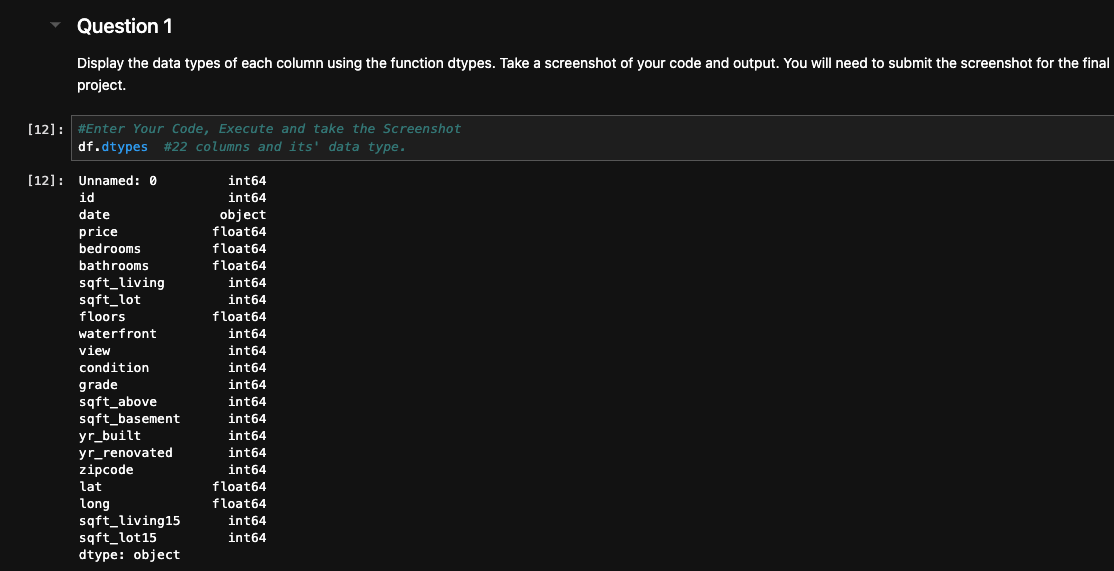 Question 1
Display the data types of each column using the function dtypes. Take a screenshot of your code and output. You will need to submit the screenshot for the final
project.
[12]: #Enter Your Code, Execute and take the Screenshot
df.dtypes #22 columns and its' data type.
[12]: Unnamed: 0 int64
id int64
date object
price float64
bedrooms float64
bathrooms float64
sqft_living int64
sqft_lot int64
floors float64
waterfront int64
view int64
condition int64
grade int64
sqft_above int64
sqft_basement int64
yr_built int64
yr_renovated int64
zipcode int64
lat float64
long float64
sqft_living15 int64
sqft_lot15 int64
dtype: object